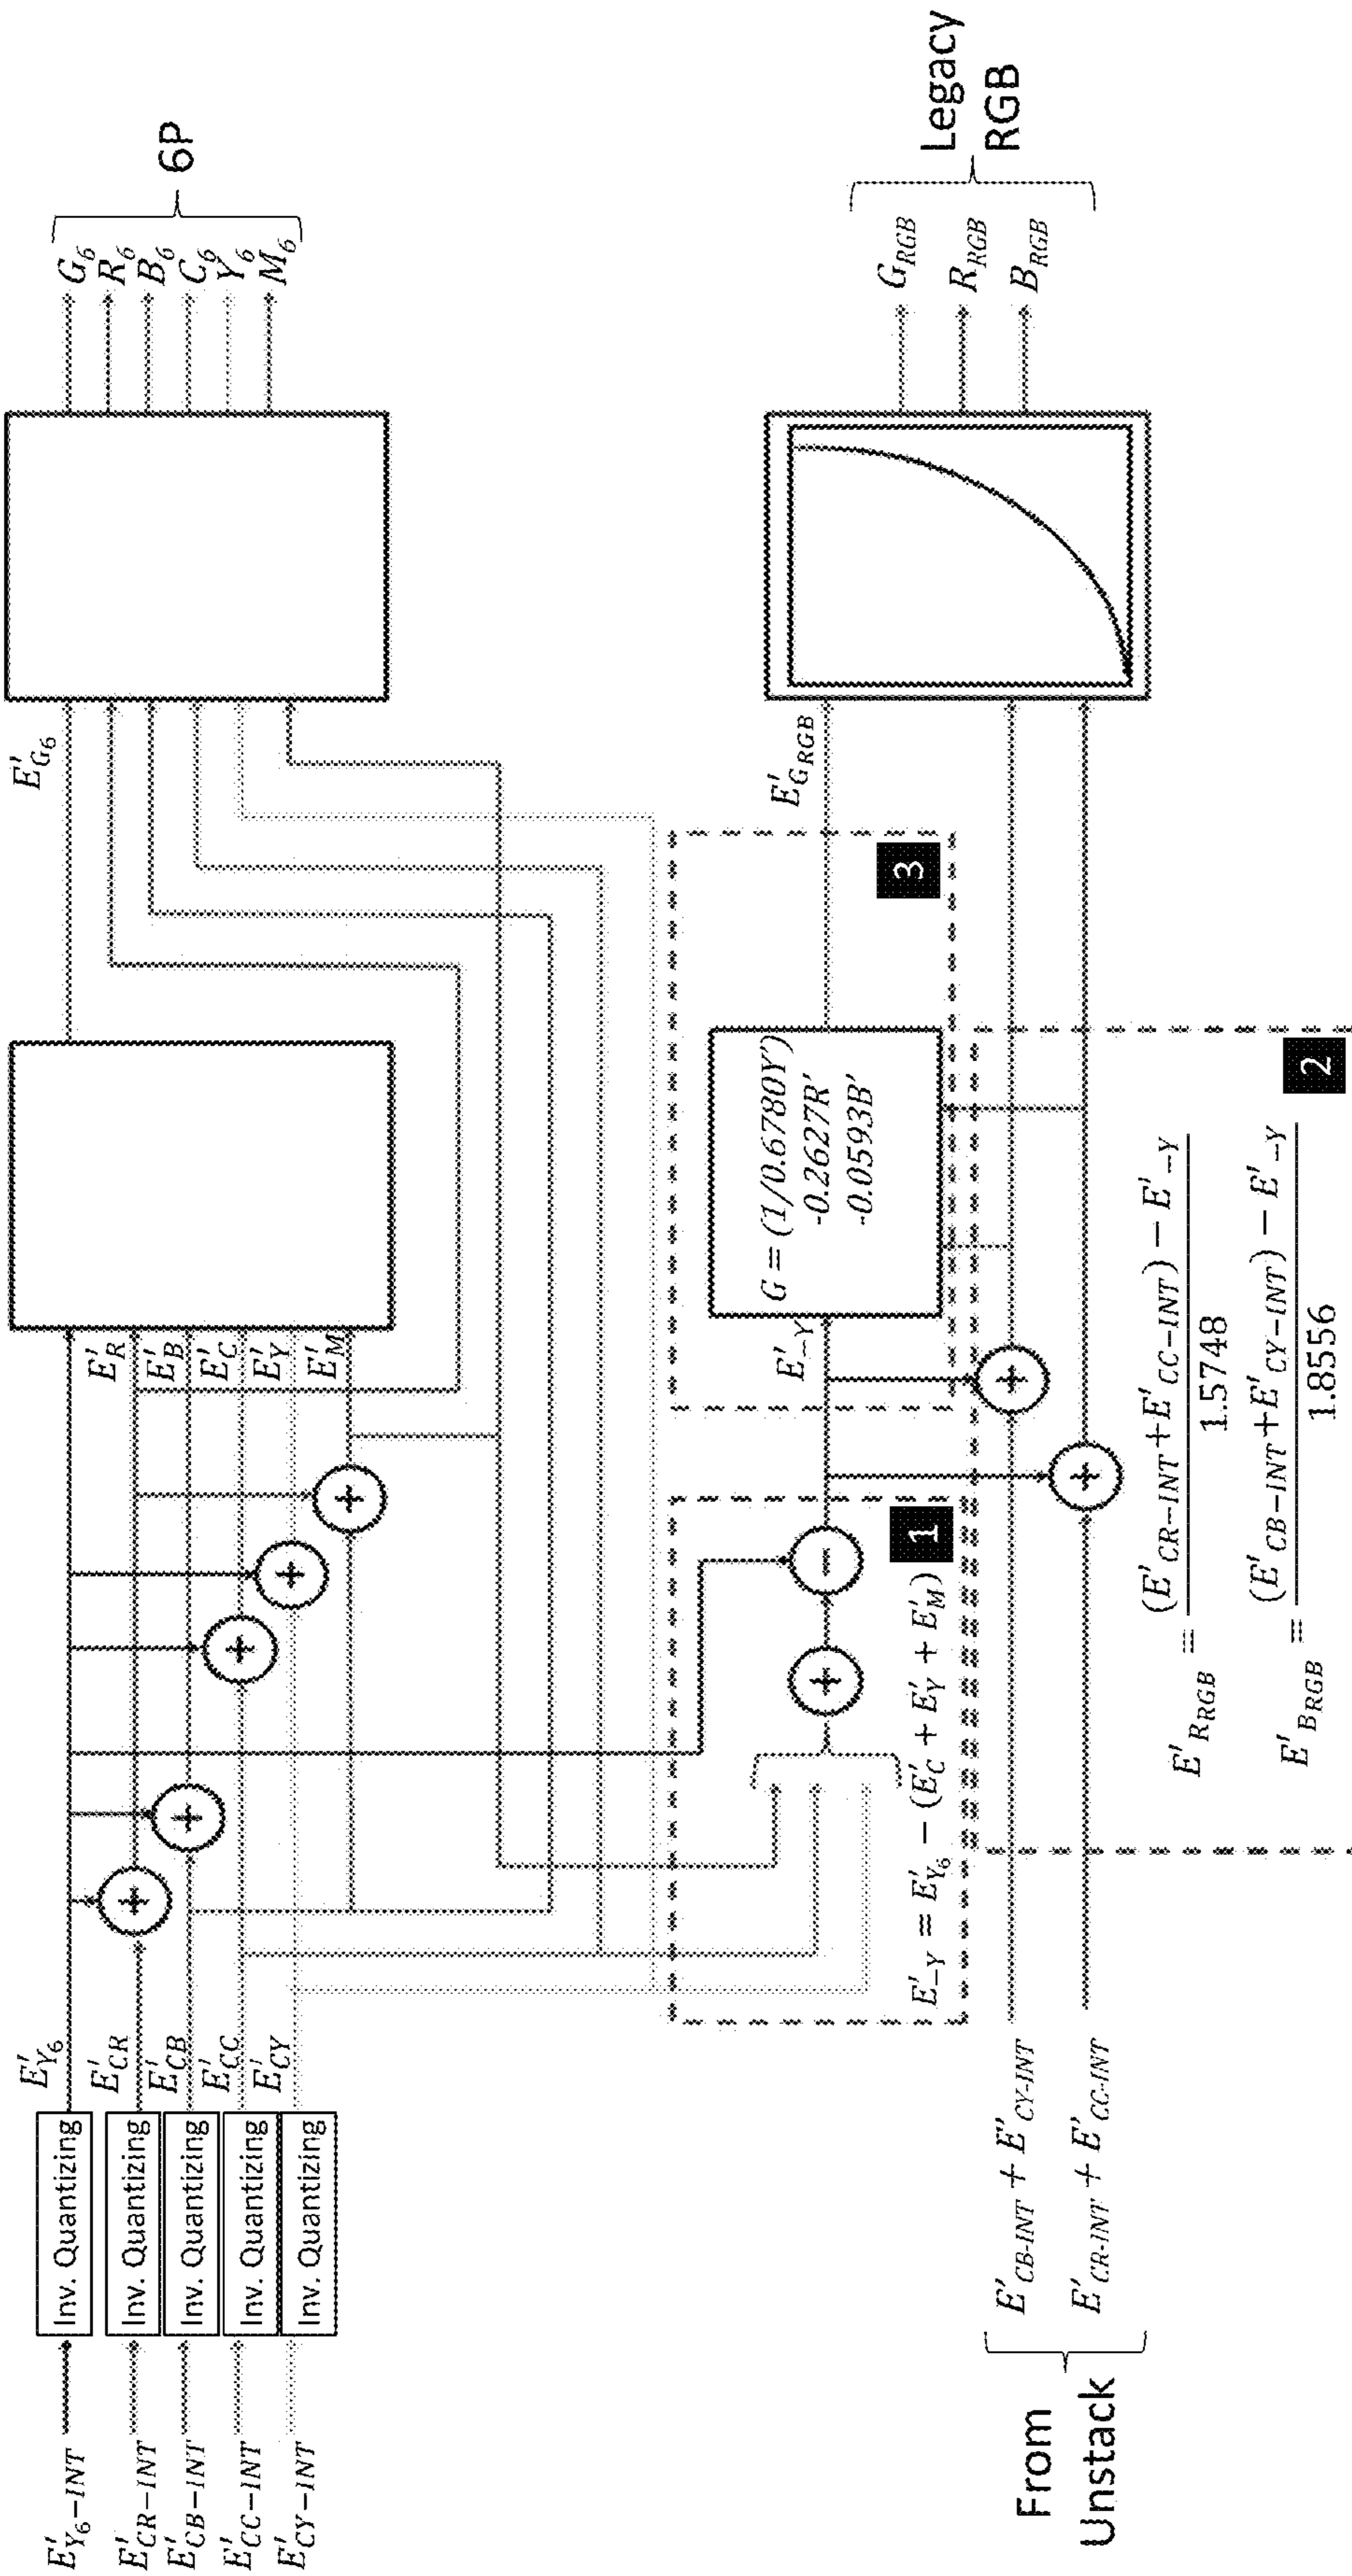 E'Y₆−INT
E'CR−INT
E'CB−INT
E'CC−INT
E'CY−INT
Inv. Quantizing
Inv. Quantizing
Inv. Quantizing
Inv. Quantizing
Inv. Quantizing
E'Y₆
E'CR
E'CB
E'CC
E'CY
+
+
+
+
+
E'R
E'B
E'C
E'Y
E'M
E'G₆
G₆
R₆
B₆
C₆
Y₆
M₆
6P
+
−
E'−Y = E'Y₆ − (E'C + E'Y + E'M)
1
E'−Y
G = (1/0.6780Y')
-0.2627R'
-0.0593B'
3
E'GRGB
GRGB
RRGB
BRGB
Legacy
RGB
From
Unstack
E'CB-INT + E'CY-INT
E'CR-INT + E'CC-INT
+
+
E'RRGB = (E'CR−INT+E'CC−INT) − E'−Y
1.5748
E'BRGB = (E'CB−INT+E'CY−INT) − E'−Y
1.8556
2